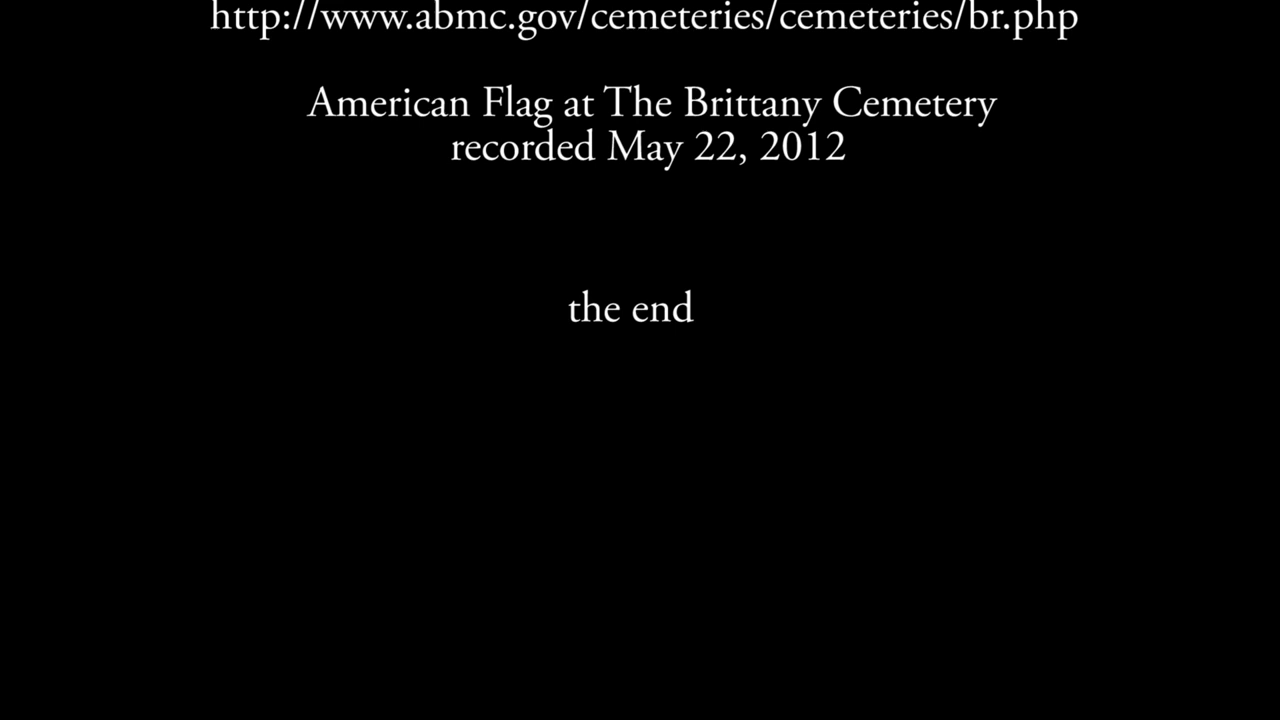 http://www.abmc.gov/cemeteries/cemeteries/br.php
American Flag at The Brittany Cemetery
recorded May 22, 2012
the end